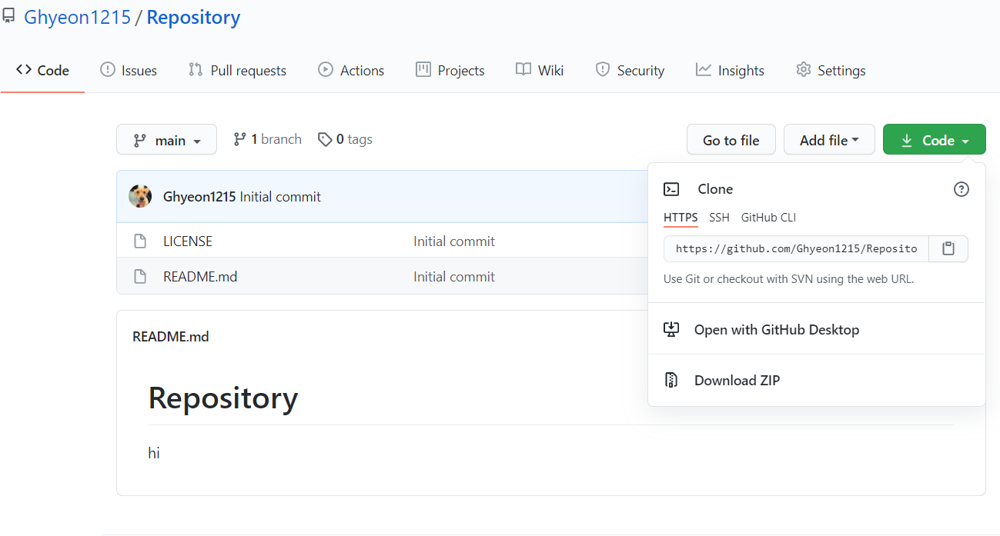 Ghyeon1215 / Repository
Code Issues Pull requests Actions Projects Wiki Security Insights Settings
main 1 branch 0 tags Go to file Add file Code
Ghyeon1215 Initial commit
LICENSE Initial commit
README.md Initial commit
Clone
HTTPS SSH GitHub CLI
https://github.com/Ghyeon1215/Reposito
Use Git or checkout with SVN using the web URL.
Open with GitHub Desktop
Download ZIP
README.md
Repository
hi